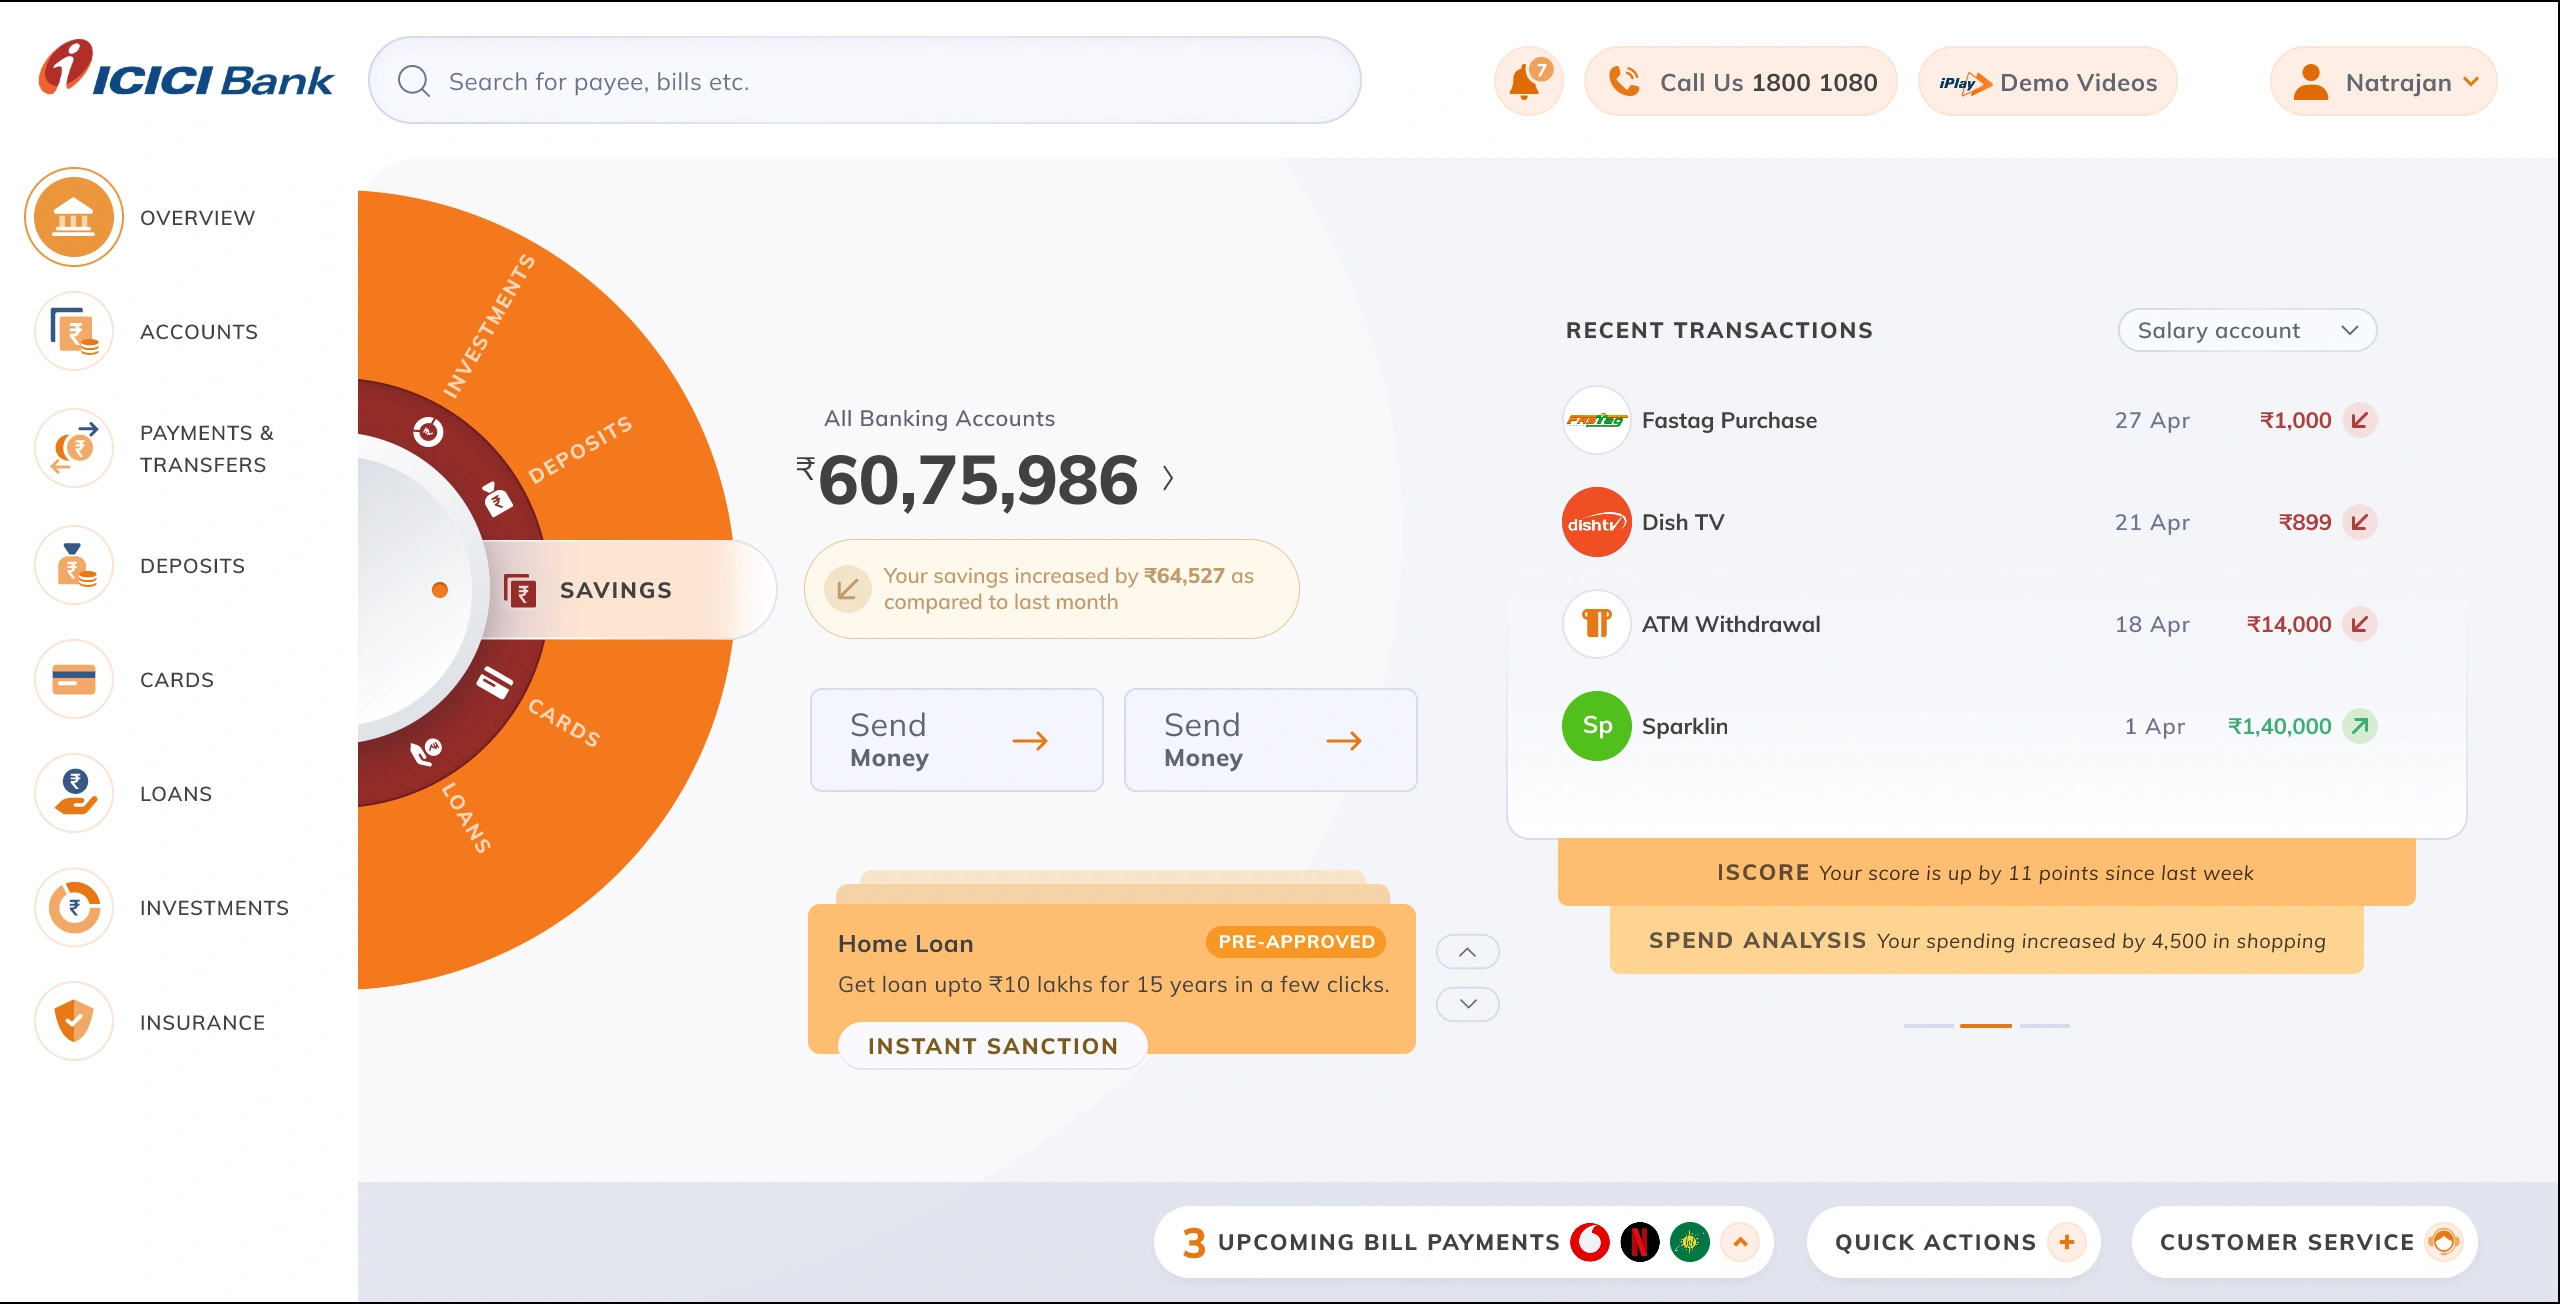 i ICICI Bank
Search for payee, bills etc.
7
Call Us 1800 1080
iPlay Demo Videos
Natrajan
OVERVIEW
ACCOUNTS
PAYMENTS &
TRANSFERS
DEPOSITS
CARDS
LOANS
INVESTMENTS
INSURANCE
INVESTMENTS
DEPOSITS
SAVINGS
CARDS
LOANS
All Banking Accounts
₹60,75,986
Your savings increased by ₹64,527 as
compared to last month
Send
Money
Send
Money
Home Loan PRE-APPROVED
Get loan upto ₹10 lakhs for 15 years in a few clicks.
INSTANT SANCTION
RECENT TRANSACTIONS Salary account
FASTag Fastag Purchase 27 Apr ₹1,000
dishtv Dish TV 21 Apr ₹899
ATM Withdrawal 18 Apr ₹14,000
Sp Sparklin 1 Apr ₹1,40,000
ISCORE Your score is up by 11 points since last week
SPEND ANALYSIS Your spending increased by 4,500 in shopping
3 UPCOMING BILL PAYMENTS N
QUICK ACTIONS +
CUSTOMER SERVICE